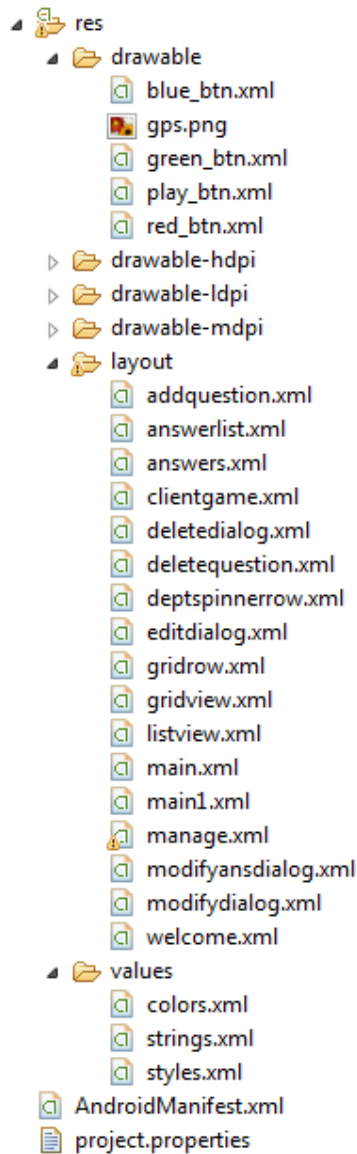 res
drawable
blue_btn.xml
gps.png
green_btn.xml
play_btn.xml
red_btn.xml
drawable-hdpi
drawable-ldpi
drawable-mdpi
layout
addquestion.xml
answerlist.xml
answers.xml
clientgame.xml
deletedialog.xml
deletequestion.xml
deptspinnerrow.xml
editdialog.xml
gridrow.xml
gridview.xml
listview.xml
main.xml
main1.xml
manage.xml
modifyansdialog.xml
modifydialog.xml
welcome.xml
values
colors.xml
strings.xml
styles.xml
AndroidManifest.xml
project.properties